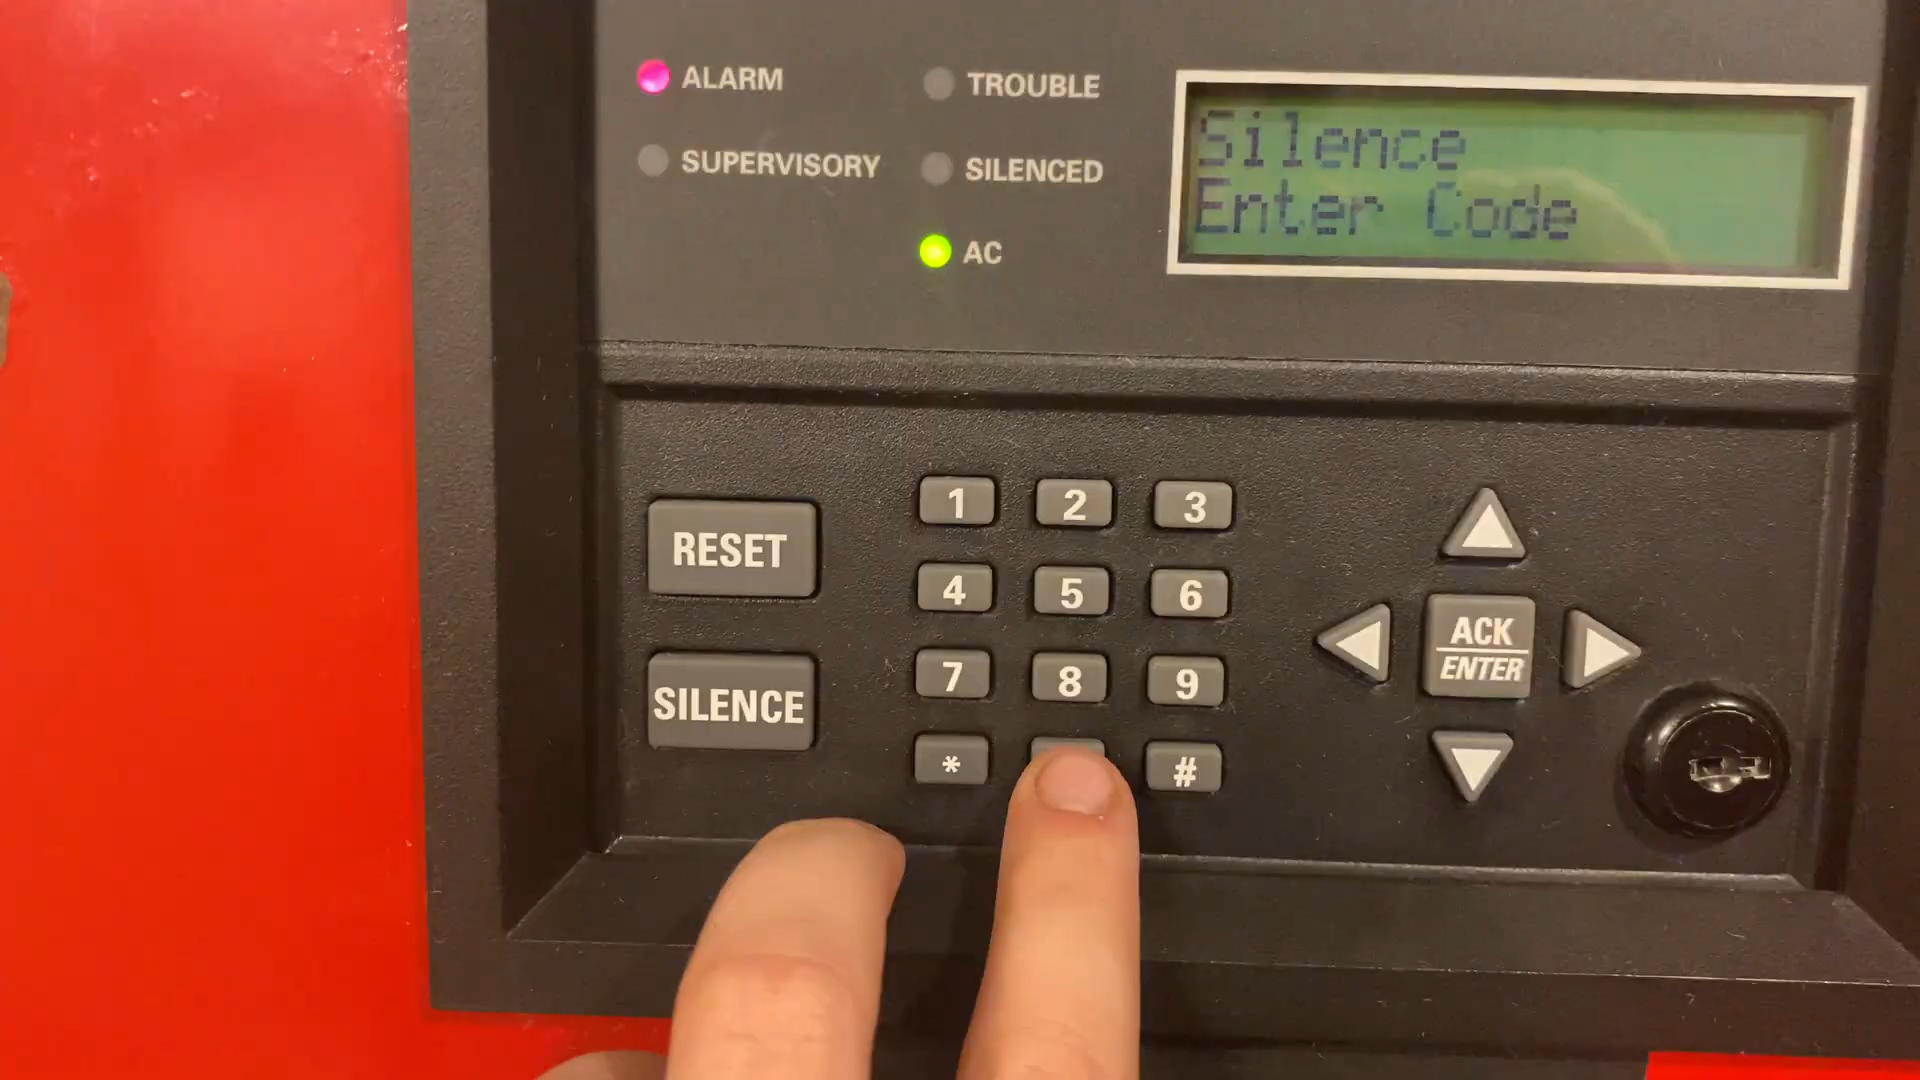 ALARM
TROUBLE
SUPERVISORY
SILENCED
AC
Silence
Enter Code
RESET
SILENCE
1 2 3
4 5 6
7 8 9
* #
ACK
ENTER